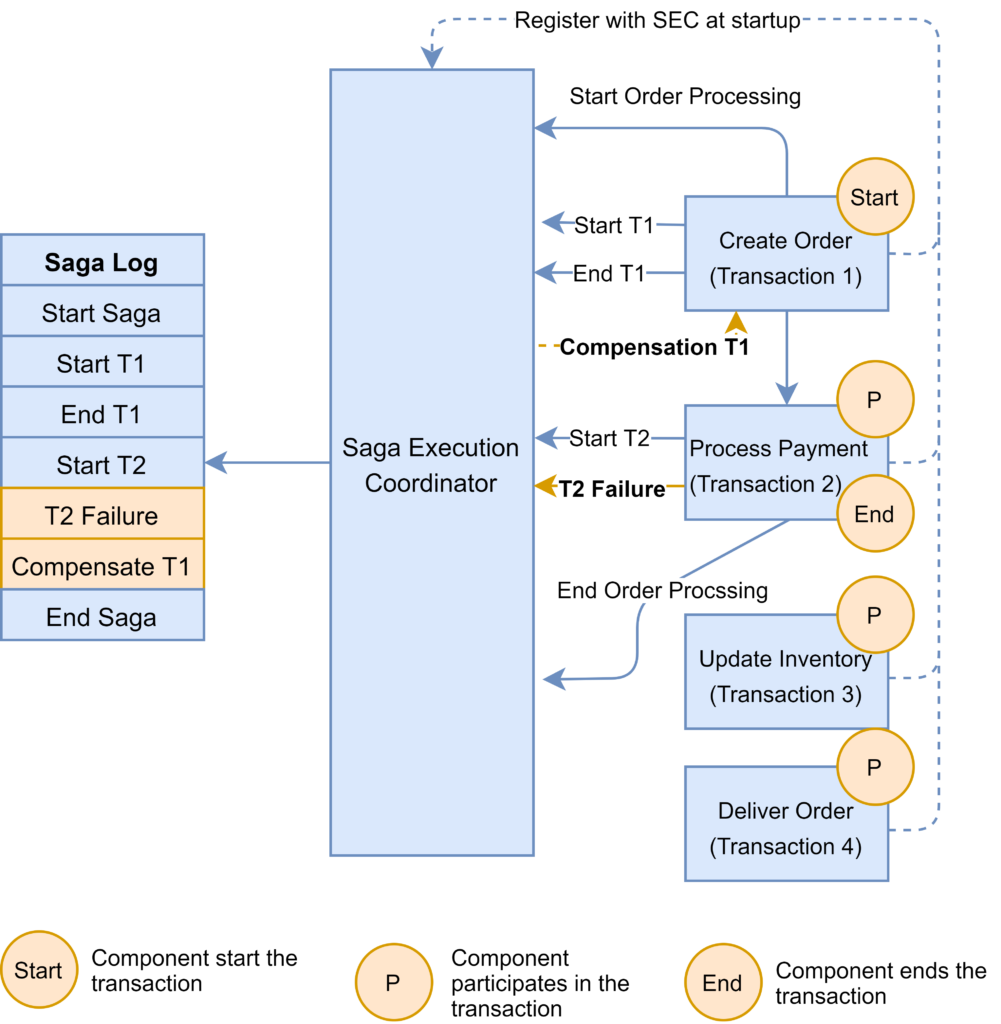 Register with SEC at startup
Start Order Processing
Start
Create Order
(Transaction 1)
Start T1
End T1
Compensation T1
Saga Log
Start Saga
Start T1
End T1
Start T2
T2 Failure
Compensate T1
End Saga
Saga Execution
Coordinator
P
Process Payment
(Transaction 2)
Start T2
T2 Failure
End
End Order Procssing
P
Update Inventory
(Transaction 3)
P
Deliver Order
(Transaction 4)
Start
Component start the
transaction
P
Component
participates in the
transaction
End
Component ends the
transaction